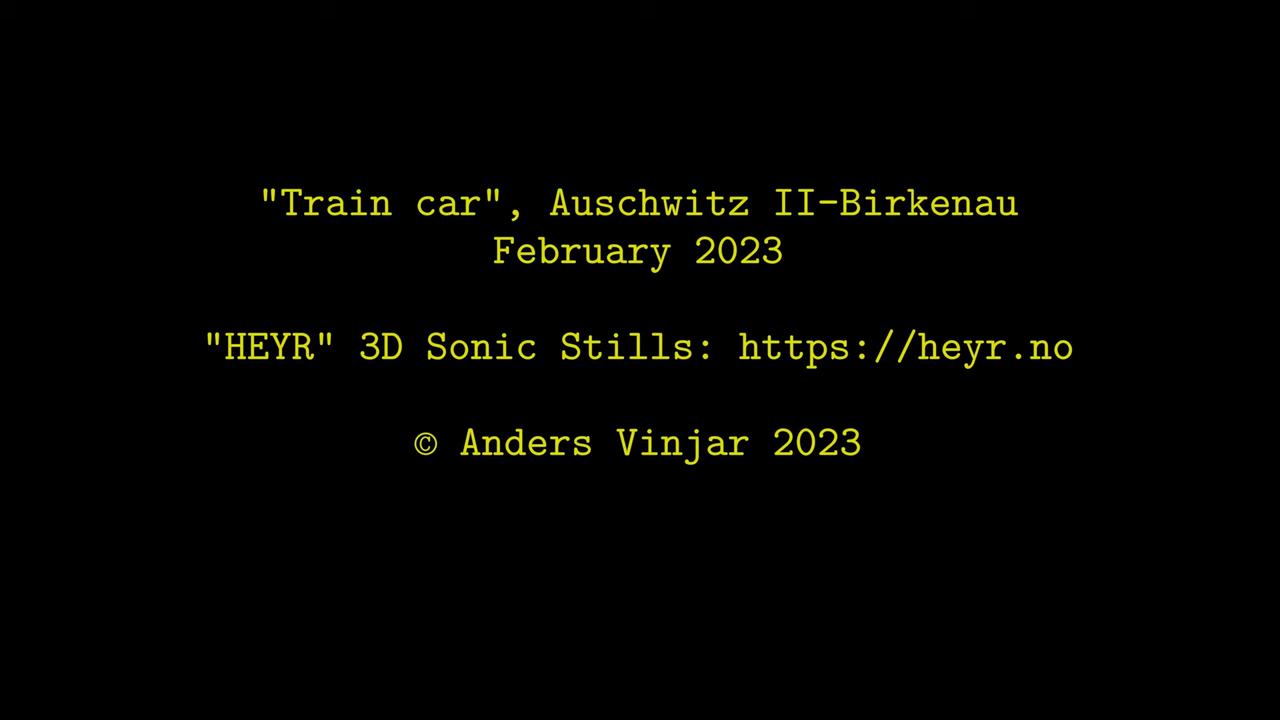 "Train car", Auschwitz II-Birkenau
February 2023
"HEYR" 3D Sonic Stills: https://heyr.no
© Anders Vinjar 2023